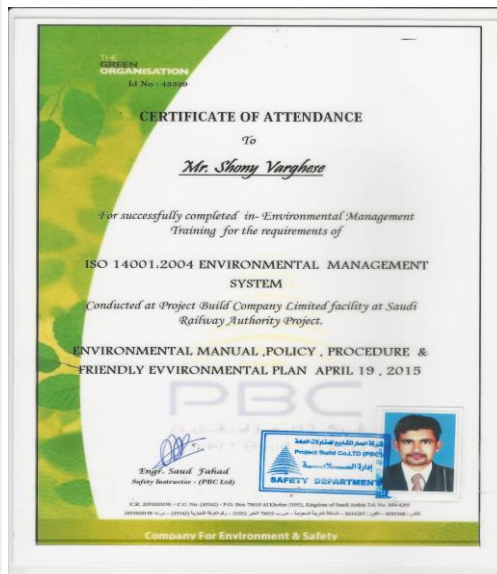 THE
GREEN
ORGANISATION
Id No : 45329
CERTIFICATE OF ATTENDANCE
To
Mr. Shony Varghese
For successfully completed in- Environmental Management
Training for the requirements of
ISO 14001.2004 ENVIRONMENTAL MANAGEMENT
SYSTEM
Conducted at Project Build Company Limited facility at Saudi
Railway Authority Project.
ENVIRONMENTAL MANUAL ,POLICY , PROCEDURE &
FRIENDLY EVVIRONMENTAL PLAN APRIL 19 , 2015
PBC
Project Build
Project Build Co.LTD (PBC)
إدارة السلامة
SAFETY DEPARTMENT
Engr. Saud Fahad
Safety Instructor - (PBC Ltd)
Company For Environment & Safety